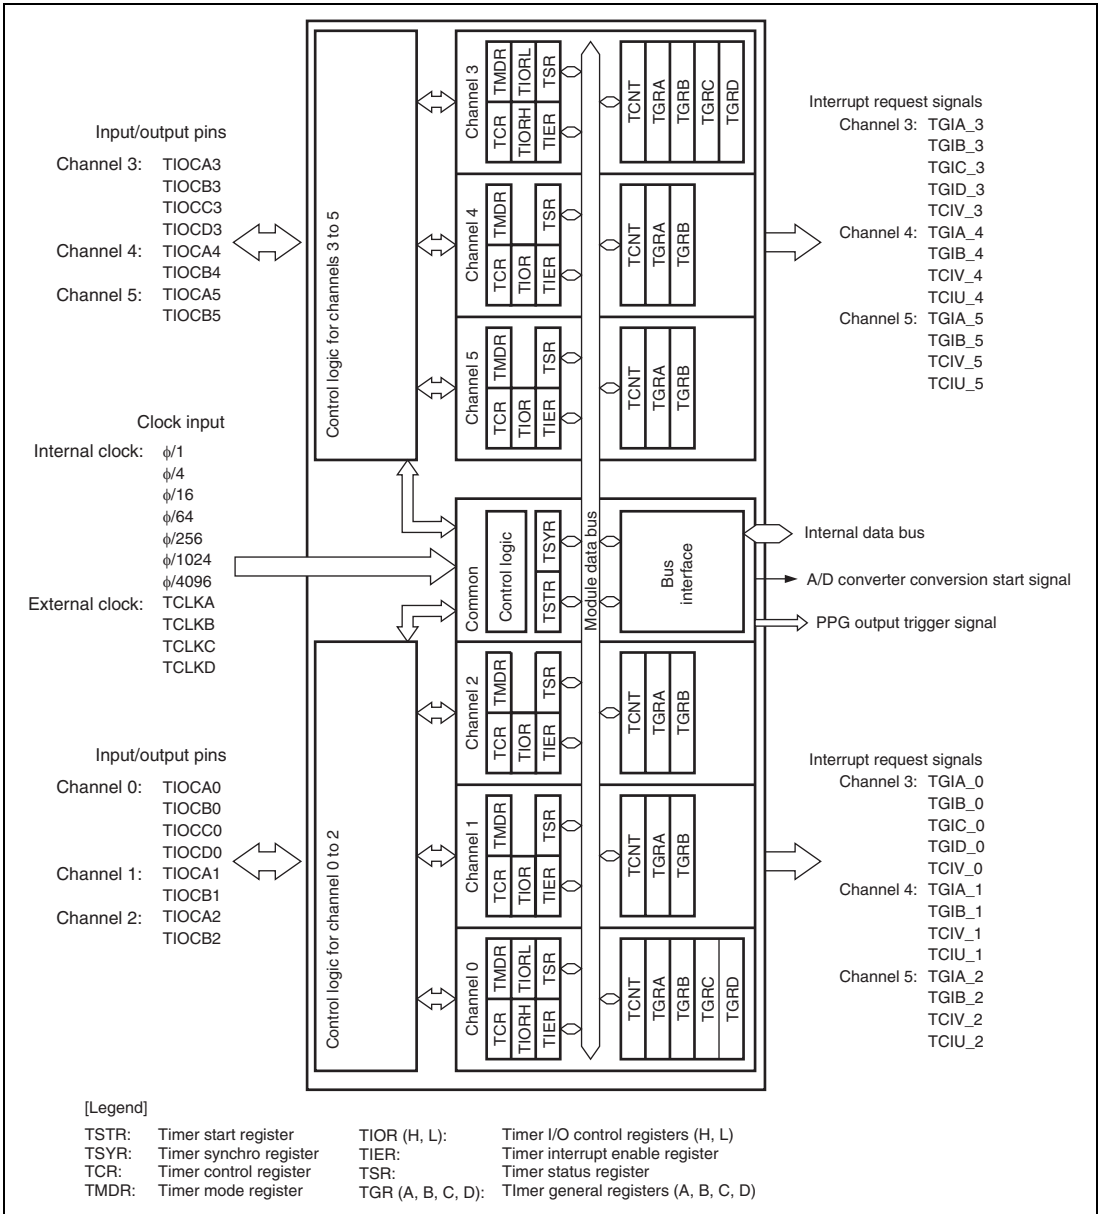 Input/output pins
Channel 3: TIOCA3
TIOCB3
TIOCC3
TIOCD3
Channel 4: TIOCA4
TIOCB4
Channel 5: TIOCA5
TIOCB5
Clock input
Internal clock: ϕ/1
ϕ/4
ϕ/16
ϕ/64
ϕ/256
ϕ/1024
ϕ/4096
External clock: TCLKA
TCLKB
TCLKC
TCLKD
Input/output pins
Channel 0: TIOCA0
TIOCB0
TIOCC0
TIOCD0
Channel 1: TIOCA1
TIOCB1
Channel 2: TIOCA2
TIOCB2
Control logic for channels 3 to 5
Control logic for channel 0 to 2
Channel 3
TCR TMDR
TIORH TIORL
TIER TSR
TCNT
TGRA
TGRB
TGRC
TGRD
Channel 4
TCR TMDR
TIOR
TIER TSR
TCNT
TGRA
TGRB
Channel 5
TCR TMDR
TIOR
TIER TSR
TCNT
TGRA
TGRB
Common
Control logic
TSTR TSYR
Module data bus
Bus
interface
Channel 2
TCR TMDR
TIOR
TIER TSR
TCNT
TGRA
TGRB
Channel 1
TCR TMDR
TIOR
TIER TSR
TCNT
TGRA
TGRB
Channel 0
TCR TMDR
TIORH TIORL
TIER TSR
TCNT
TGRA
TGRB
TGRC
TGRD
Interrupt request signals
Channel 3: TGIA_3
TGIB_3
TGIC_3
TGID_3
TCIV_3
Channel 4: TGIA_4
TGIB_4
TCIV_4
TCIU_4
Channel 5: TGIA_5
TGIB_5
TCIV_5
TCIU_5
Internal data bus
A/D converter conversion start signal
PPG output trigger signal
Interrupt request signals
Channel 3: TGIA_0
TGIB_0
TGIC_0
TGID_0
TCIV_0
Channel 4: TGIA_1
TGIB_1
TCIV_1
TCIU_1
Channel 5: TGIA_2
TGIB_2
TCIV_2
TCIU_2
[Legend]
TSTR: Timer start register
TSYR: Timer synchro register
TCR: Timer control register
TMDR: Timer mode register
TIOR (H, L): Timer I/O control registers (H, L)
TIER: Timer interrupt enable register
TSR: Timer status register
TGR (A, B, C, D): TImer general registers (A, B, C, D)